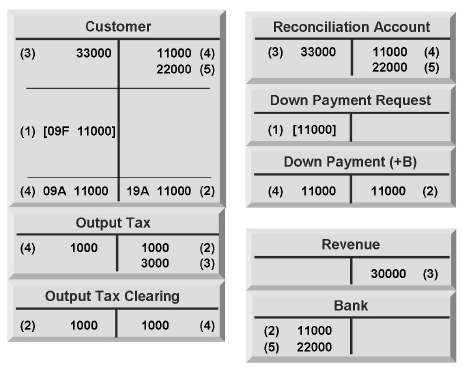 Customer
(3) 33000 11000 (4)
22000 (5)
(1) [09F 11000]
(4) 09A 11000 19A 11000 (2)
Output Tax
(4) 1000 1000 (2)
3000 (3)
Output Tax Clearing
(2) 1000 1000 (4)
Reconciliation Account
(3) 33000 11000 (4)
22000 (5)
Down Payment Request
(1) [11000]
Down Payment (+B)
(4) 11000 11000 (2)
Revenue
30000 (3)
Bank
(2) 11000
(5) 22000